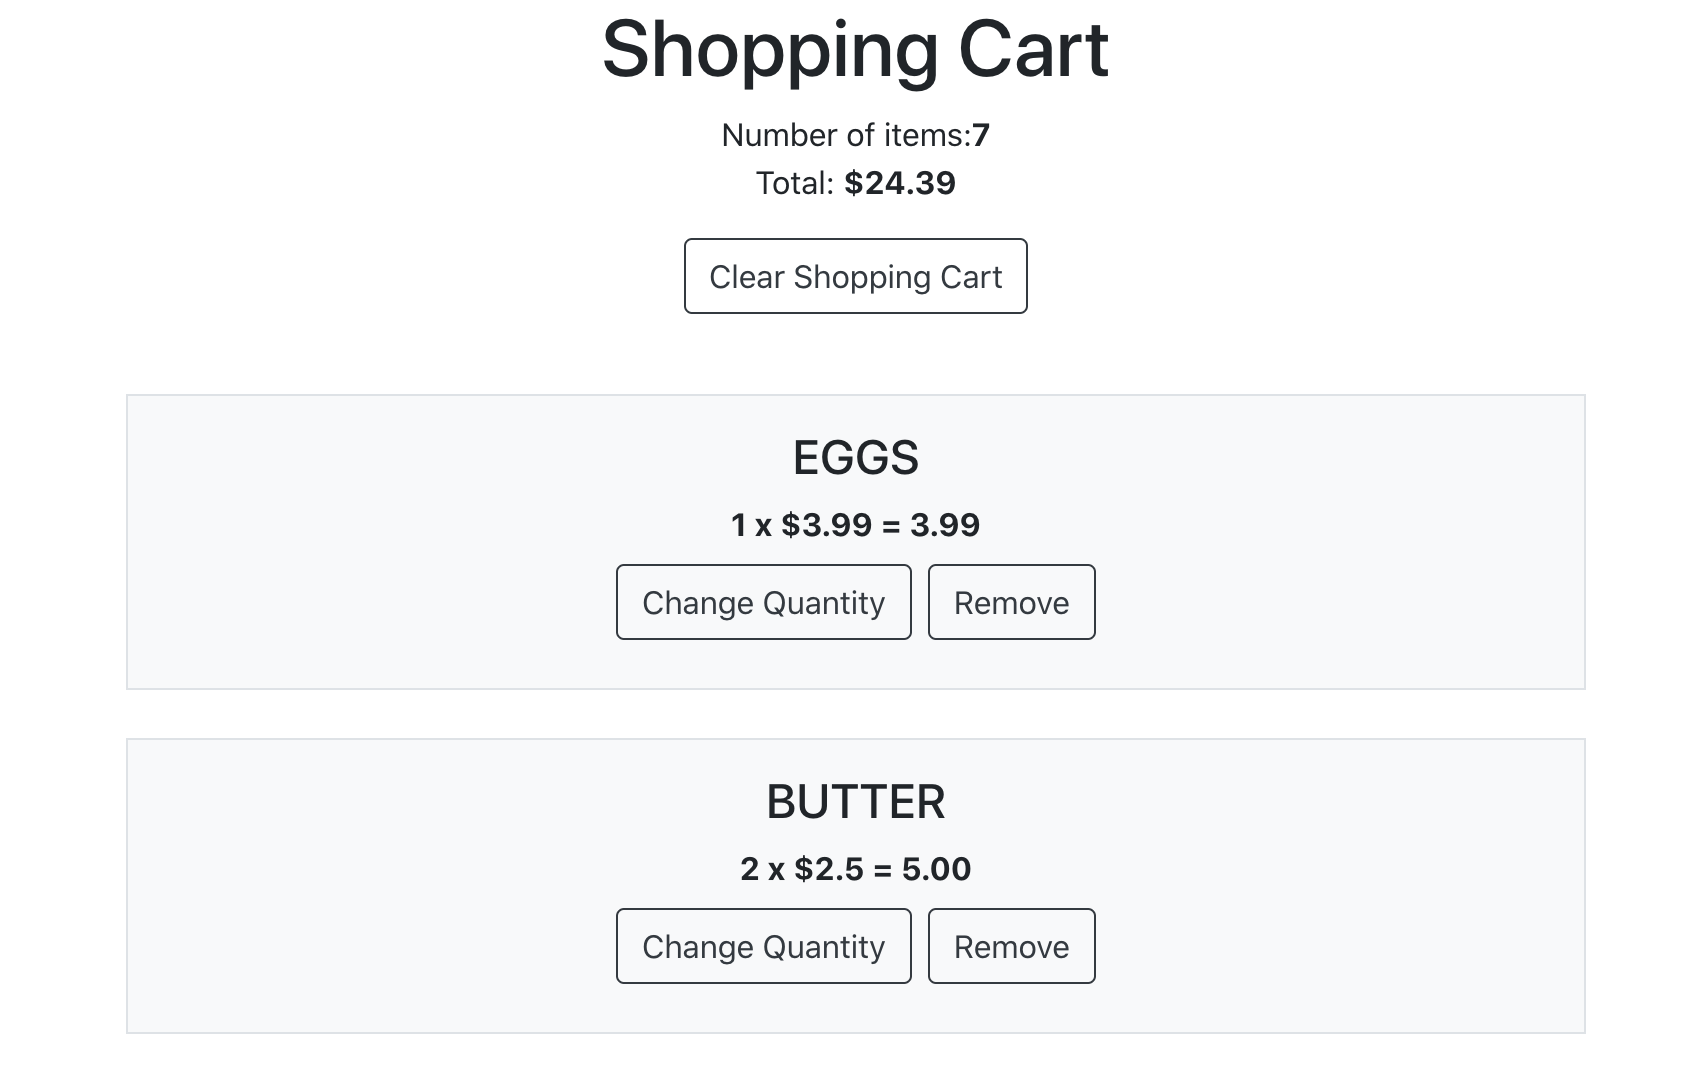 Shopping Cart
Number of items:7
Total: $24.39
Clear Shopping Cart
EGGS
1 x $3.99 = 3.99
Change Quantity Remove
BUTTER
2 x $2.5 = 5.00
Change Quantity Remove